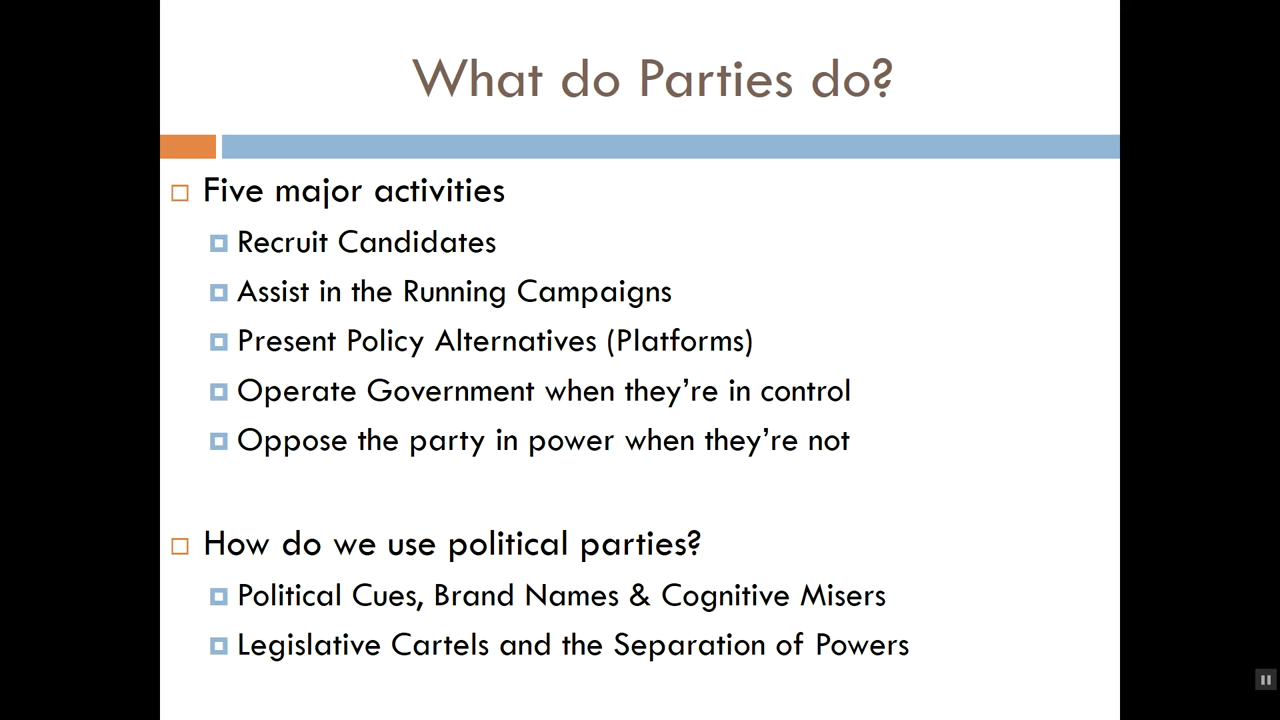 What do Parties do?
Five major activities
Recruit Candidates
Assist in the Running Campaigns
Present Policy Alternatives (Platforms)
Operate Government when they’re in control
Oppose the party in power when they’re not
How do we use political parties?
Political Cues, Brand Names & Cognitive Misers
Legislative Cartels and the Separation of Powers